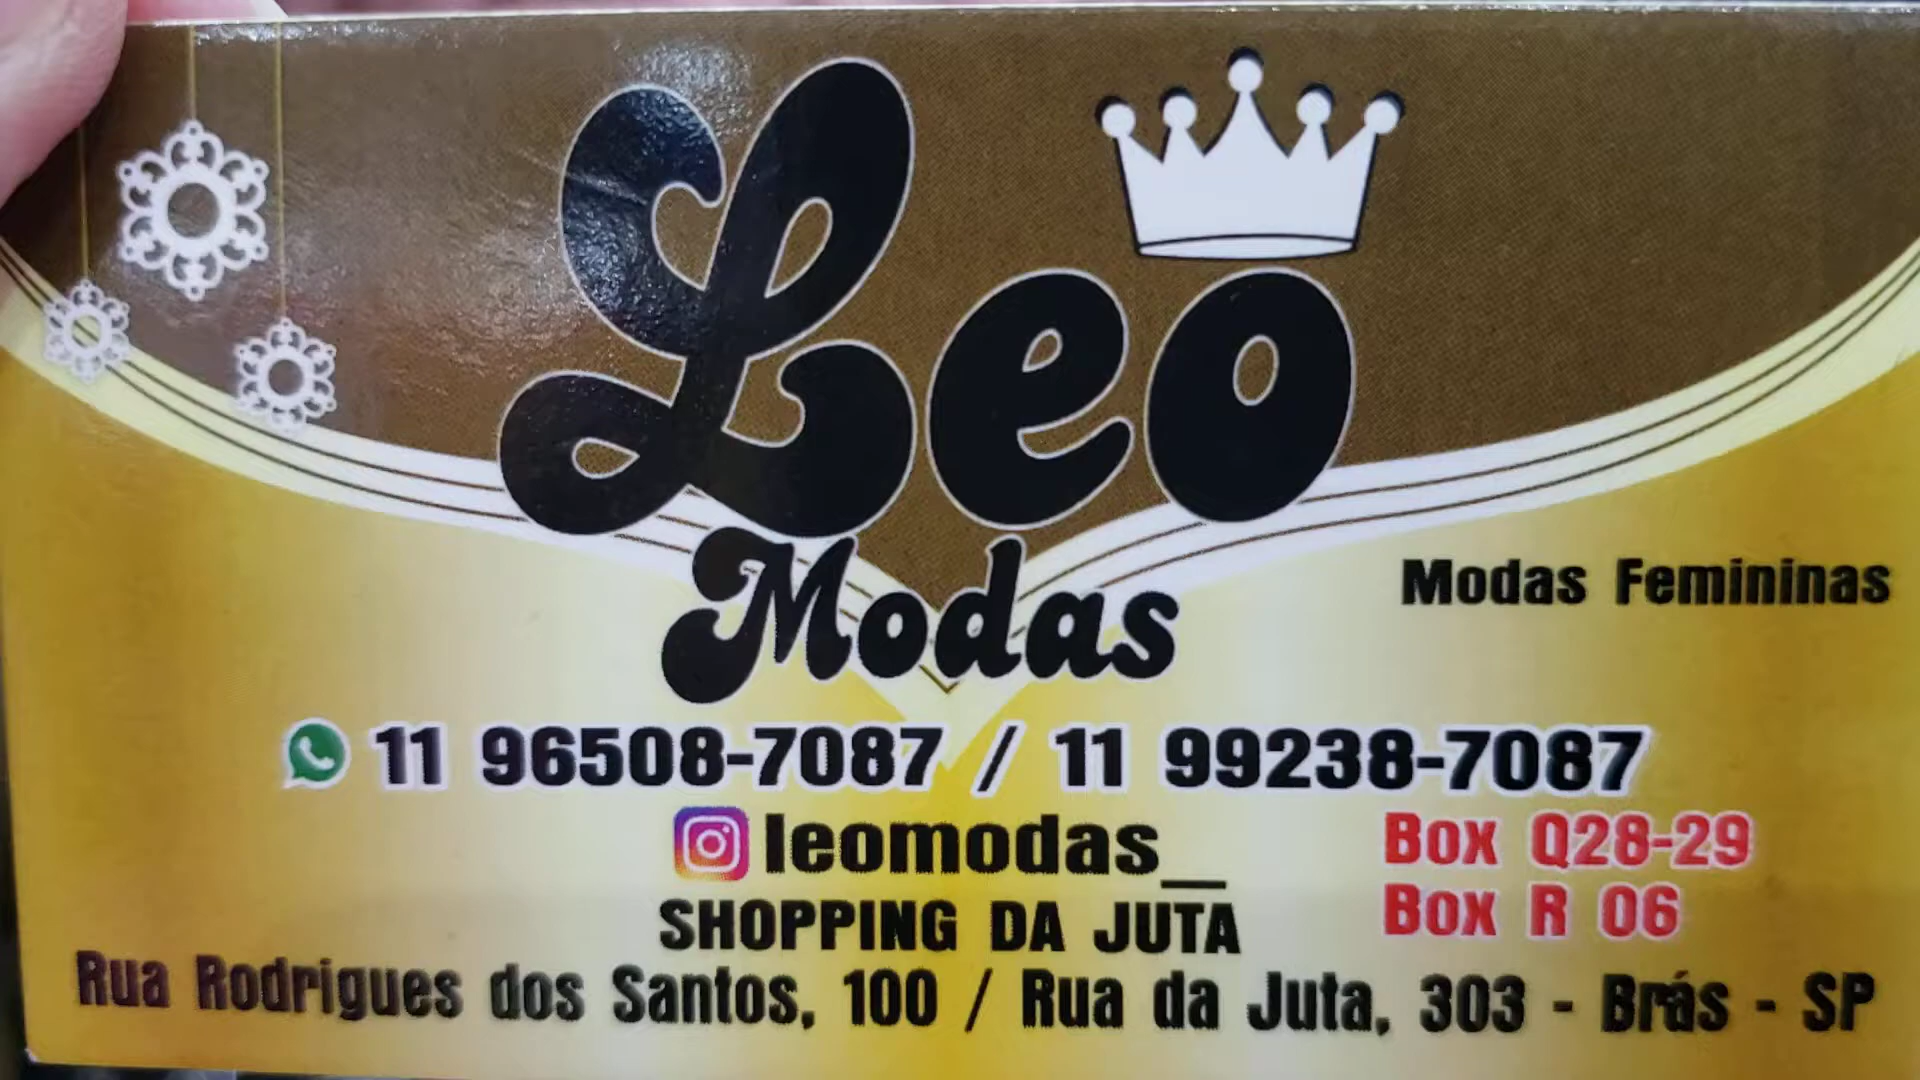 Leo
Modas
Modas Femininas
11 96508-7087 / 11 99238-7087
leomodas_
Box Q28-29
SHOPPING DA JUTA
Box R 06
Rua Rodrigues dos Santos, 100 / Rua da Juta, 303 - Brás - SP